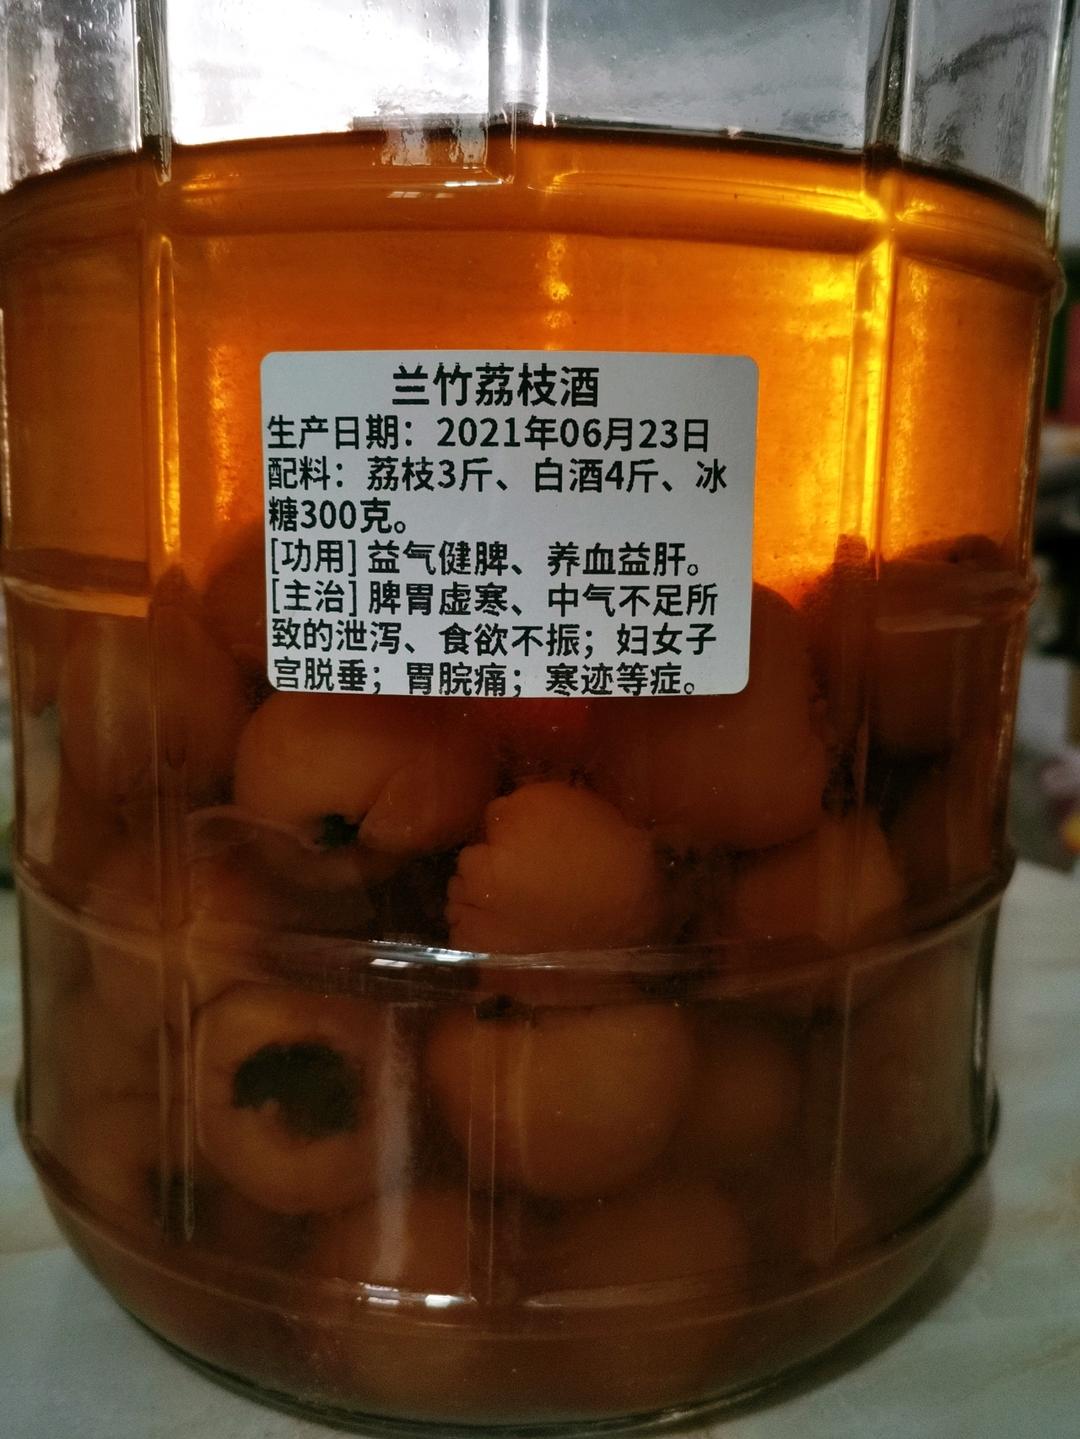 兰竹荔枝酒
生产日期：2021年06月23日
配料：荔枝3斤、白酒4斤、冰
糖300克。
[功用] 益气健脾、养血益肝。
[主治] 脾胃虚寒、中气不足所
致的泄泻、食欲不振；妇女子
宫脱垂；胃脘痛；寒迹等症。